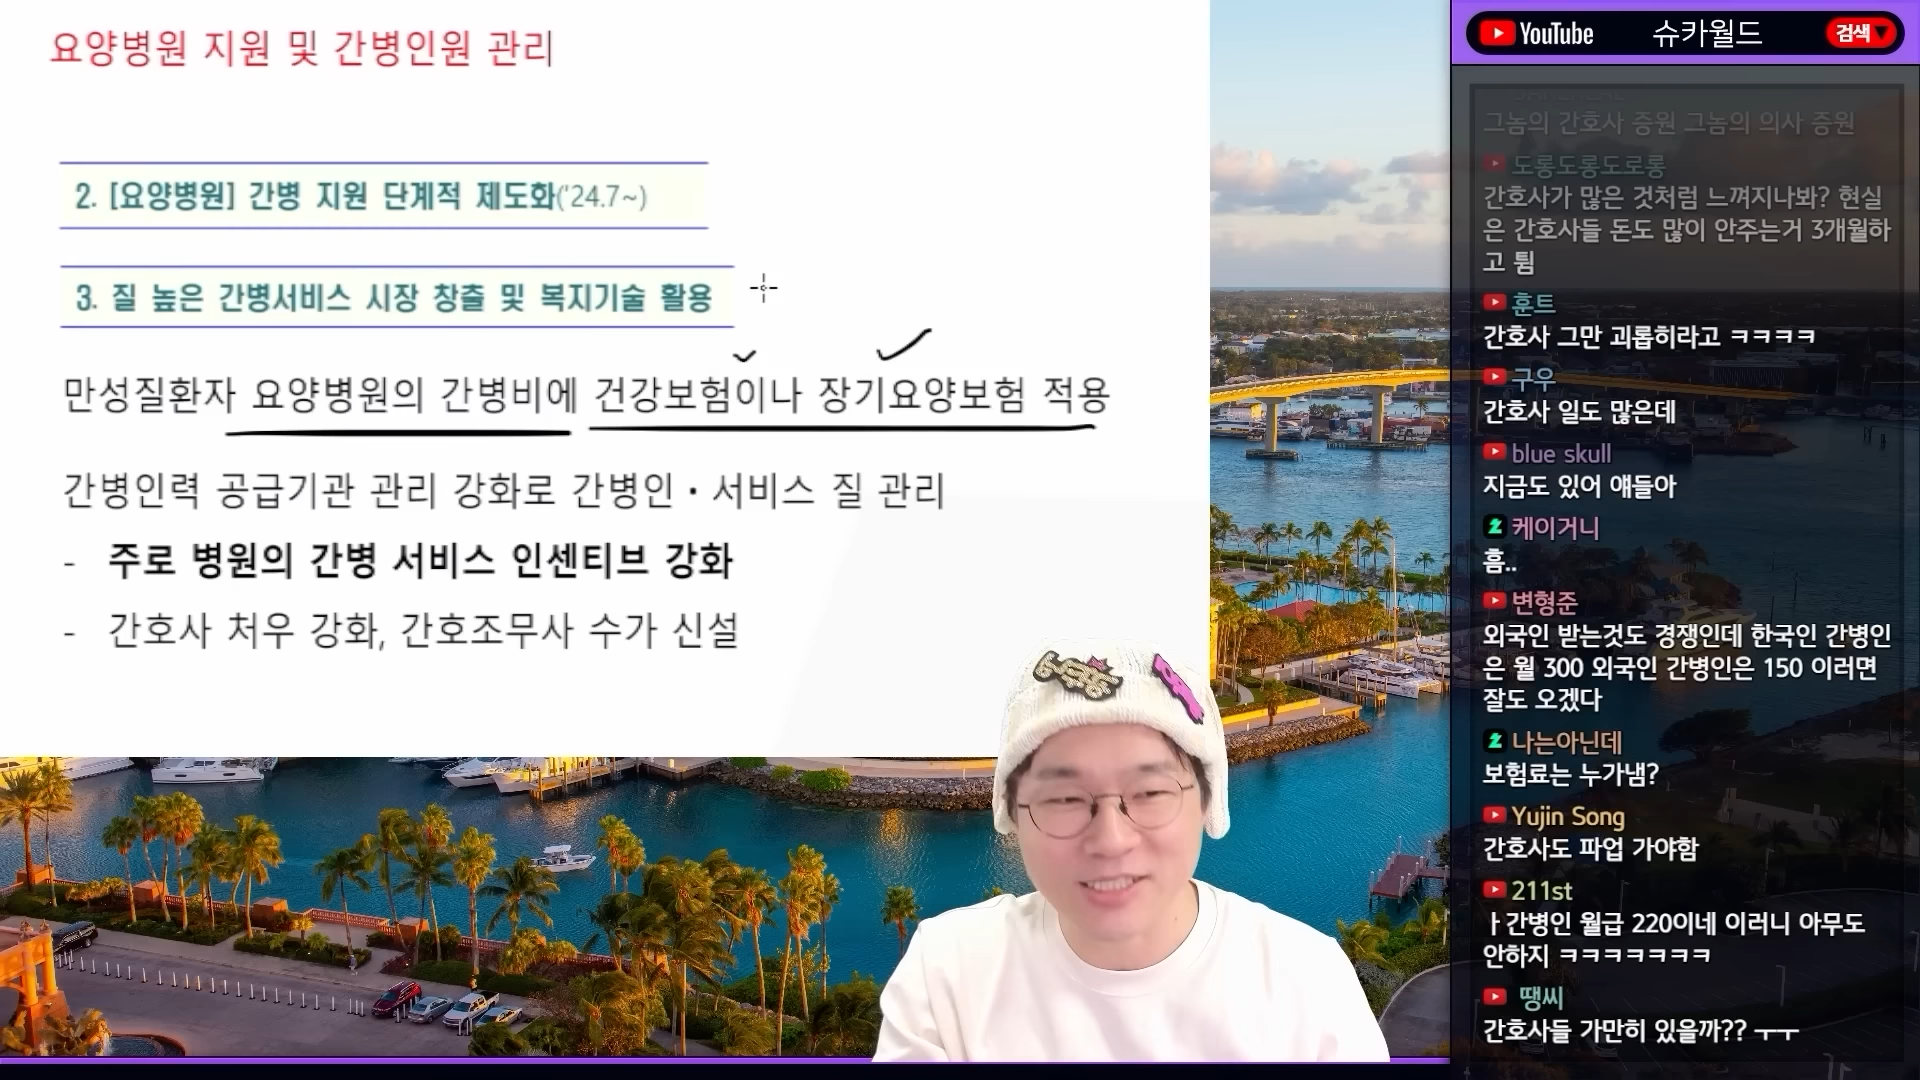 요양병원 지원 및 간병인원 관리
2. [요양병원] 간병 지원 단계적 제도화('24.7~)
3. 질 높은 간병서비스 시장 창출 및 복지기술 활용
만성질환자 요양병원의 간병비에 건강보험이나 장기요양보험 적용
간병인력 공급기관 관리 강화로 간병인·서비스 질 관리
- 주로 병원의 간병 서비스 인센티브 강화
- 간호사 처우 강화, 간호조무사 수가 신설
YouTube 슈카월드 검색
그놈의 간호사 증원 그놈의 의사 증원
도롱도롱도로롱
간호사가 많은 것처럼 느껴지나봐? 현실
은 간호사들 돈도 많이 안주는거 3개월하
고 튐
훈트
간호사 그만 괴롭히라고 ㅋㅋㅋㅋ
구우
간호사 일도 많은데
blue skull
지금도 있어 얘들아
케이거니
흠..
변형준
외국인 받는것도 경쟁인데 한국인 간병인
은 월 300 외국인 간병인은 150 이러면
잘도 오겠다
나는아닌데
보험료는 누가냄?
Yujin Song
간호사도 파업 가야함
211st
ㅏ간병인 월급 220이네 이러니 아무도
안하지 ㅋㅋㅋㅋㅋㅋㅋ
땡씨
간호사들 가만히 있을까?? ㅜㅜ